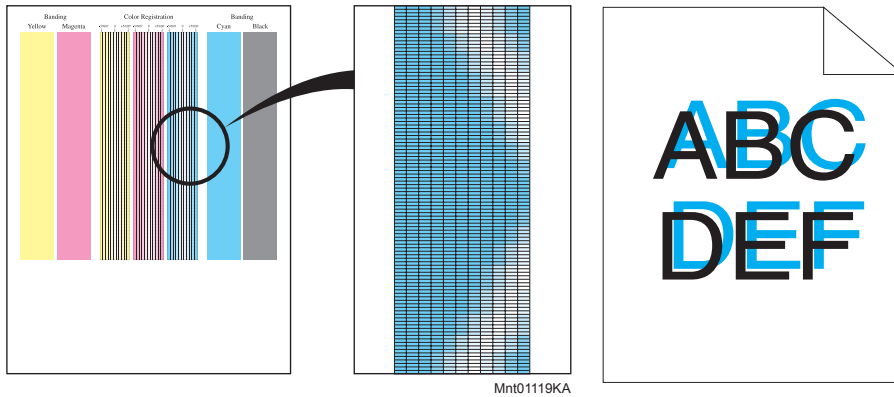 Banding Color Registration Banding
Yellow Magenta Cyan Black
ABC
DEF
Mnt01119KA